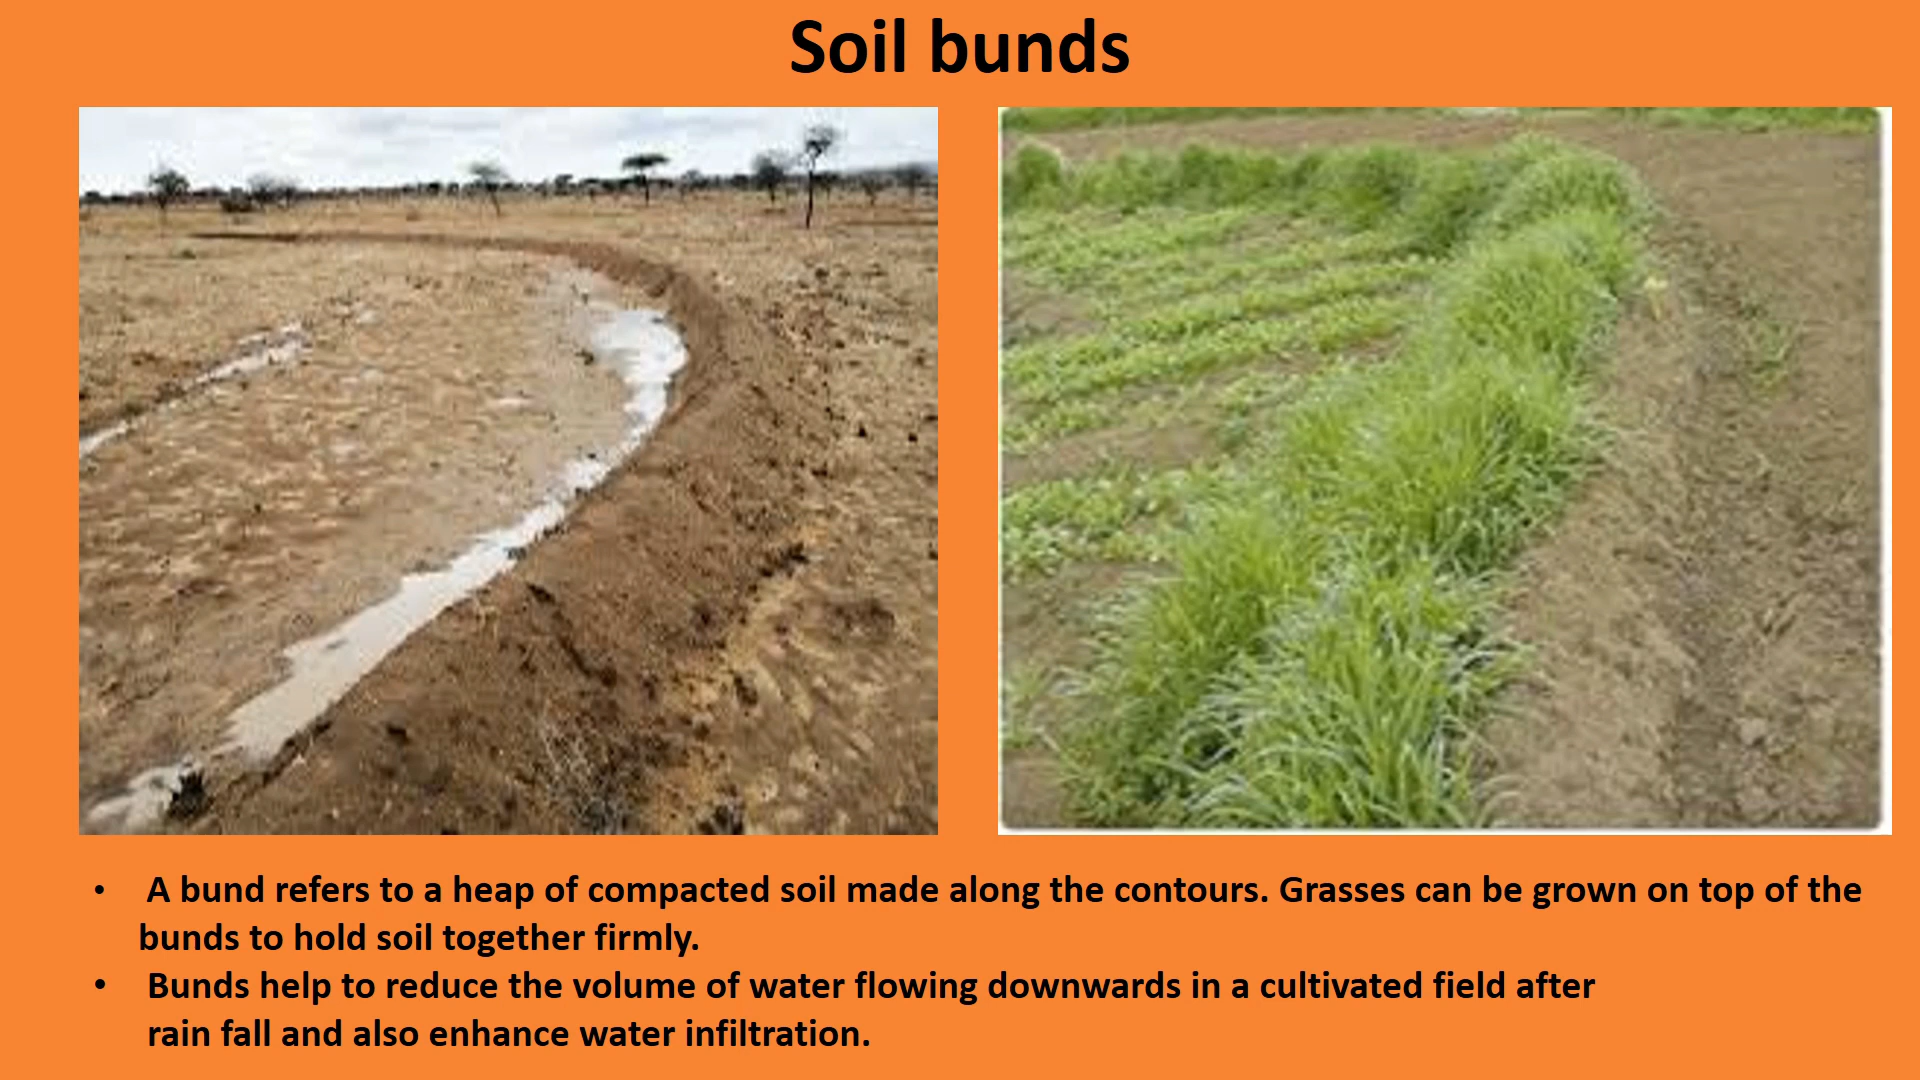 Soil bunds
• A bund refers to a heap of compacted soil made along the contours. Grasses can be grown on top of the
bunds to hold soil together firmly.
• Bunds help to reduce the volume of water flowing downwards in a cultivated field after
rain fall and also enhance water infiltration.